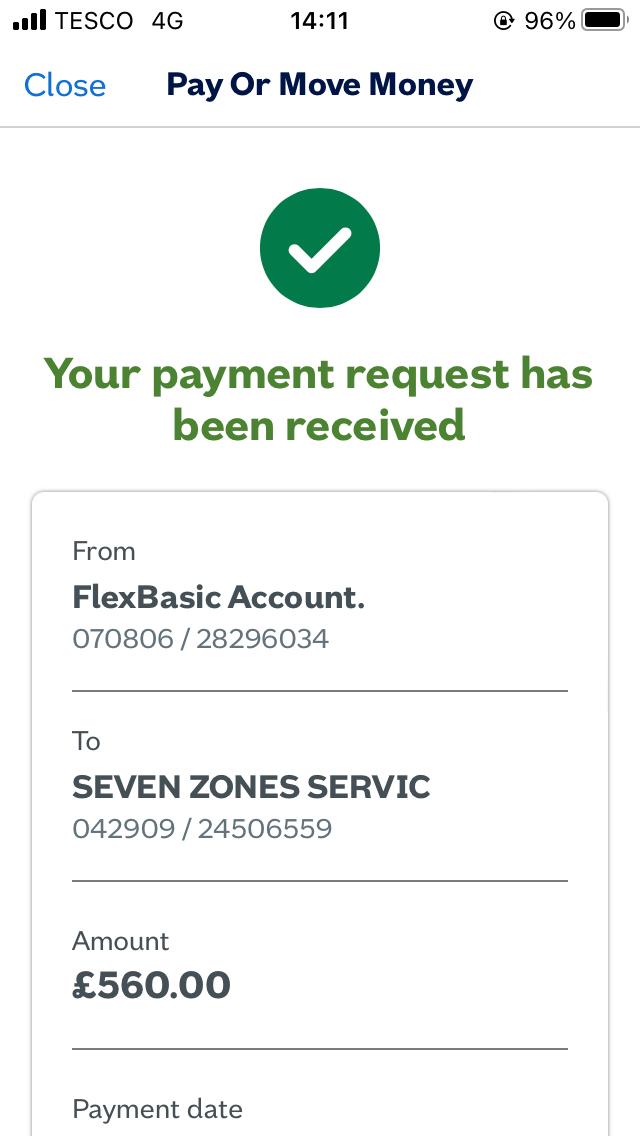 TESCO 4G 14:11 96%
Close Pay Or Move Money
Your payment request has
been received
From
FlexBasic Account.
070806 / 28296034
To
SEVEN ZONES SERVIC
042909 / 24506559
Amount
£560.00
Payment date